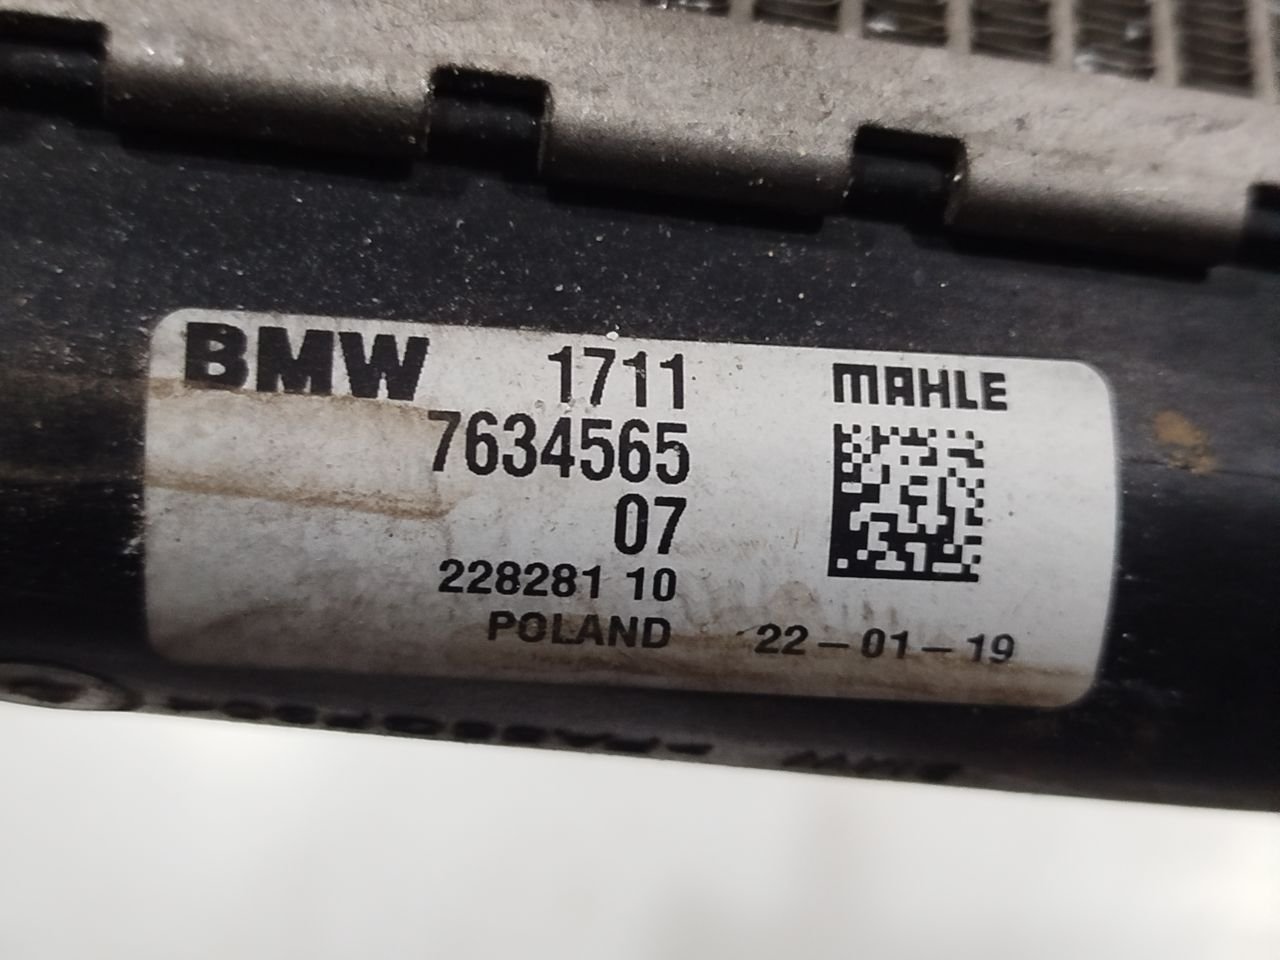 BMW 1711 MAHLE
7634565
07
228281 10
POLAND 22-01-19